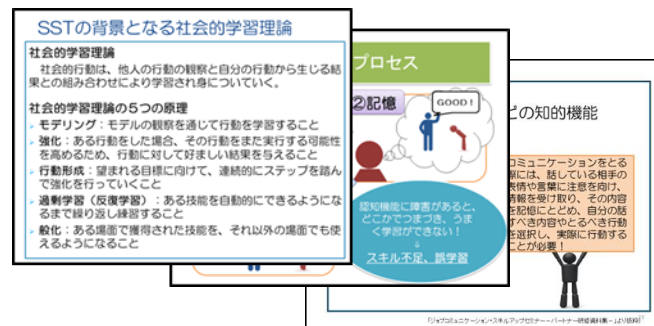 SSTの背景となる社会的学習理論
社会的学習理論
社会的行動は、他人の行動の観察と自分の行動から生じる結
果との組み合わせにより学習され身についていく。
社会的学習理論の5つの原理
➢ モデリング：モデルの観察を通じて行動を学習すること
➢ 強化：ある行動をした場合、その行動をまた実行する可能性
を高めるため、行動に対して好ましい結果を与えること
➢ 行動形成：望まれる目標に向けて、連続的にステップを踏ん
で強化を行っていくこと
➢ 過剰学習（反復学習）：ある技能を自動的にできるようにな
るまで繰り返し練習すること
➢ 般化：ある場面で獲得された技能を、それ以外の場面でも使
えるようになること
プロセス
②記憶
GOOD！
認知機能に障害があると、
どこかでつまづき、うま
く学習ができない！
⇓
スキル不足、誤学習
どの知的機能
コミュニケーションをとる
際には、話している相手の
表情や言葉に注意を向け、
情報を受け取り、その内容
を記憶にとどめ、自分の話
すべき内容やとるべき行動
を選択し、実際に行動する
ことが必要！
「ジョブコミュニケーション・スキルアップセミナー－パートナー研修資料集－」より抜粋